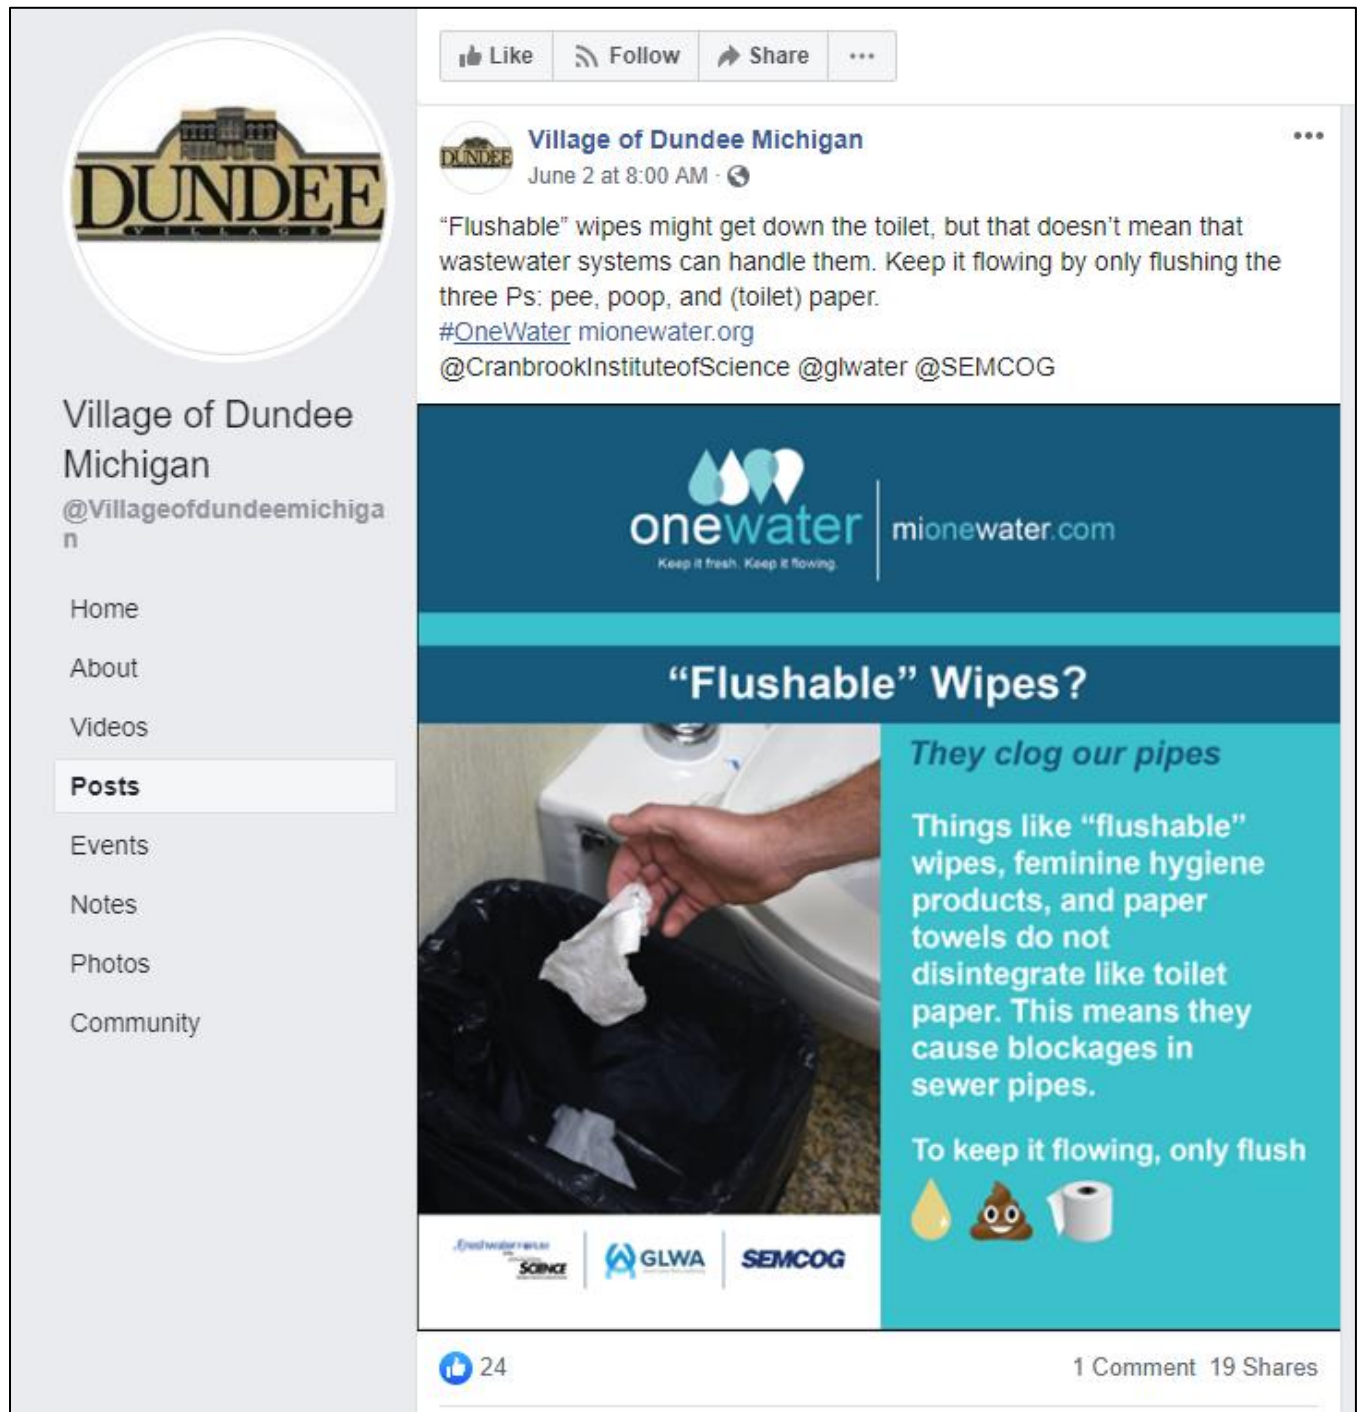 DUNDEE
VILLAGE
Village of Dundee
Michigan
@Villageofdundeemichiga
n
Home
About
Videos
Posts
Events
Notes
Photos
Community
Like
Follow
Share
DUNDEE
Village of Dundee Michigan
June 2 at 8:00 AM ·
“Flushable” wipes might get down the toilet, but that doesn’t mean that
wastewater systems can handle them. Keep it flowing by only flushing the
three Ps: pee, poop, and (toilet) paper.
#OneWater mionewater.org
@CranbrookInstituteofScience @glwater @SEMCOG
onewater
Keep it fresh. Keep it flowing.
mionewater.com
“Flushable” Wipes?
They clog our pipes
Things like “flushable”
wipes, feminine hygiene
products, and paper
towels do not
disintegrate like toilet
paper. This means they
cause blockages in
sewer pipes.
To keep it flowing, only flush
SCIENCE
GLWA
SEMCOG
24
1 Comment 19 Shares